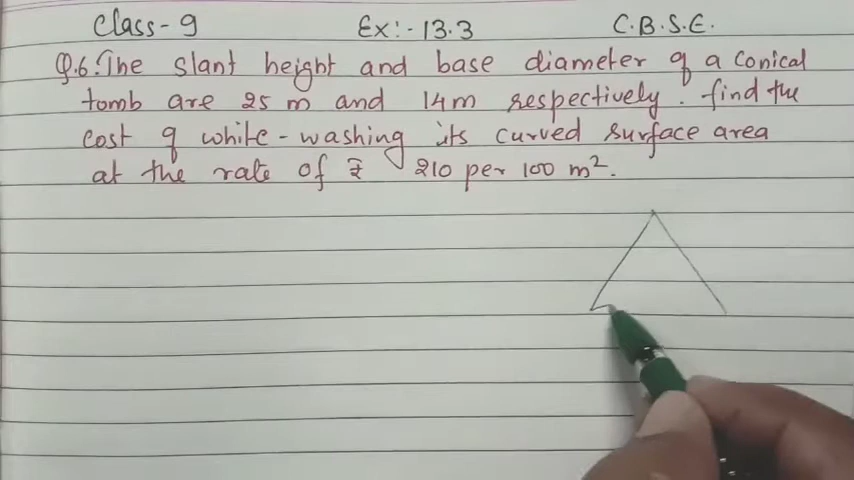 Class-9 Ex:-13.3 C.B.S.E.
Q.6. The slant height and base diameter of a conical
tomb are 25 m and 14m respectively. find the
cost of white-washing its curved surface area
at the rate of ₹ 210 per 100 m².